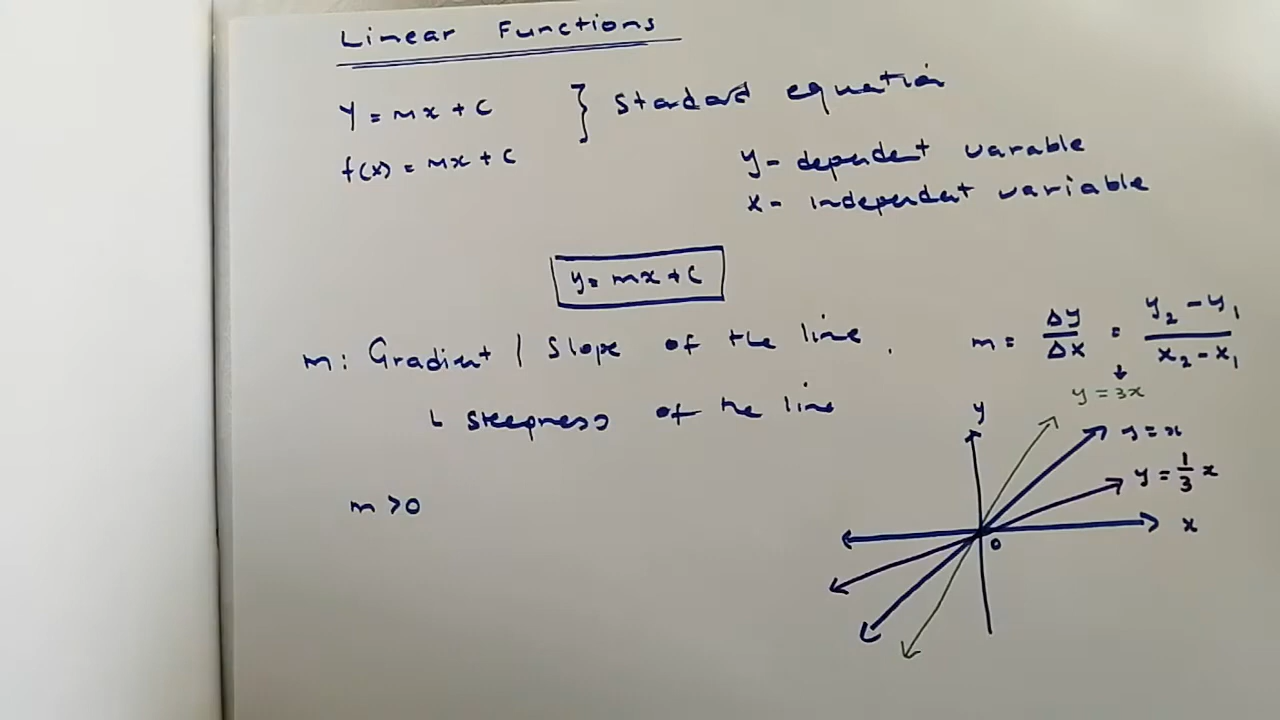 Linear Functions
y = mx + c } Standard equation
f(x) = mx + c
y - dependent varable
x - independent variable
y = mx + c
m: Gradient | Slope of the line.
m = Δy/Δx = y₂ - y₁ / x₂ - x₁
↳ steepness of the line
y = 3x
y
y = x
y = 1/3 x
m > 0
x
0